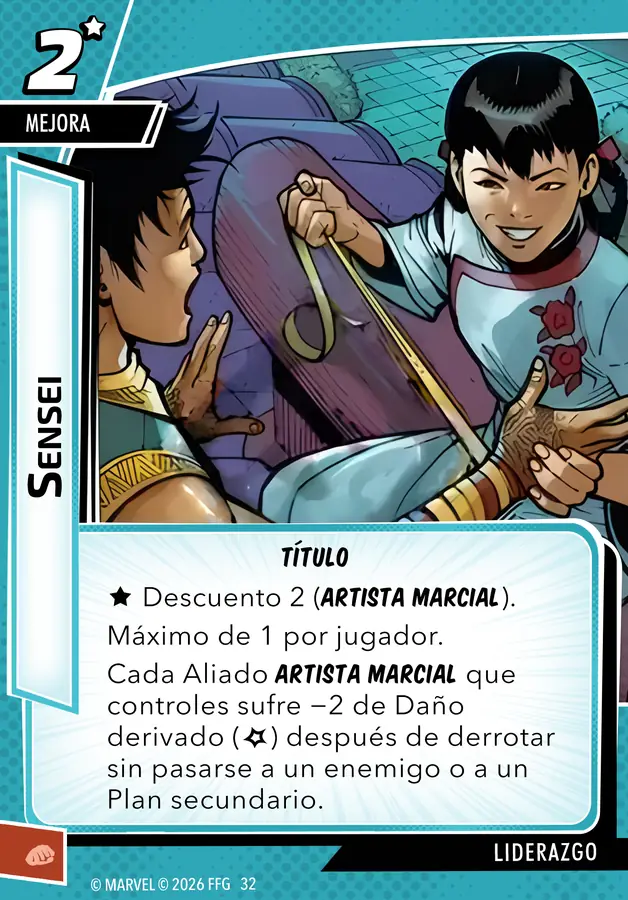 2★
MEJORA
SENSEI
TÍTULO
★ Descuento 2 (ARTISTA MARCIAL).
Máximo de 1 por jugador.
Cada Aliado ARTISTA MARCIAL que
controles sufre −2 de Daño
derivado () después de derrotar
sin pasarse a un enemigo o a un
Plan secundario.
LIDERAZGO
© MARVEL © 2026 FFG 32